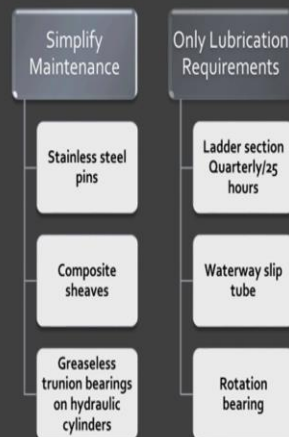 Simplify
Maintenance
Stainless steel
pins
Composite
sheaves
Greaseless
trunion bearings
on hydraulic
cylinders
Only Lubrication
Requirements
Ladder section
Quarterly/25
hours
Waterway slip
tube
Rotation
bearing